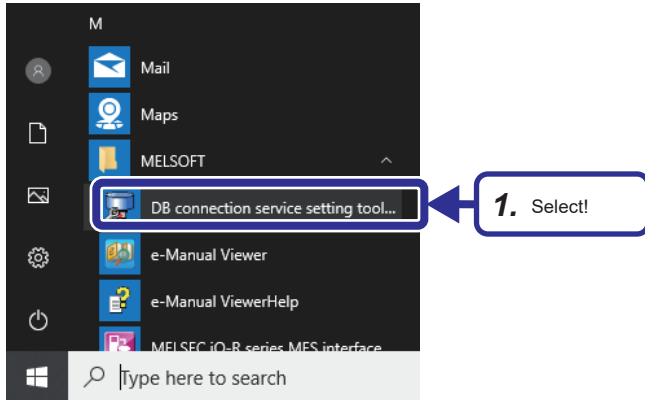 M
Mail
Maps
MELSOFT
DB connection service setting tool...
1. Select!
e-Manual Viewer
e-Manual ViewerHelp
MELSEC iQ-R series MES interface
Type here to search